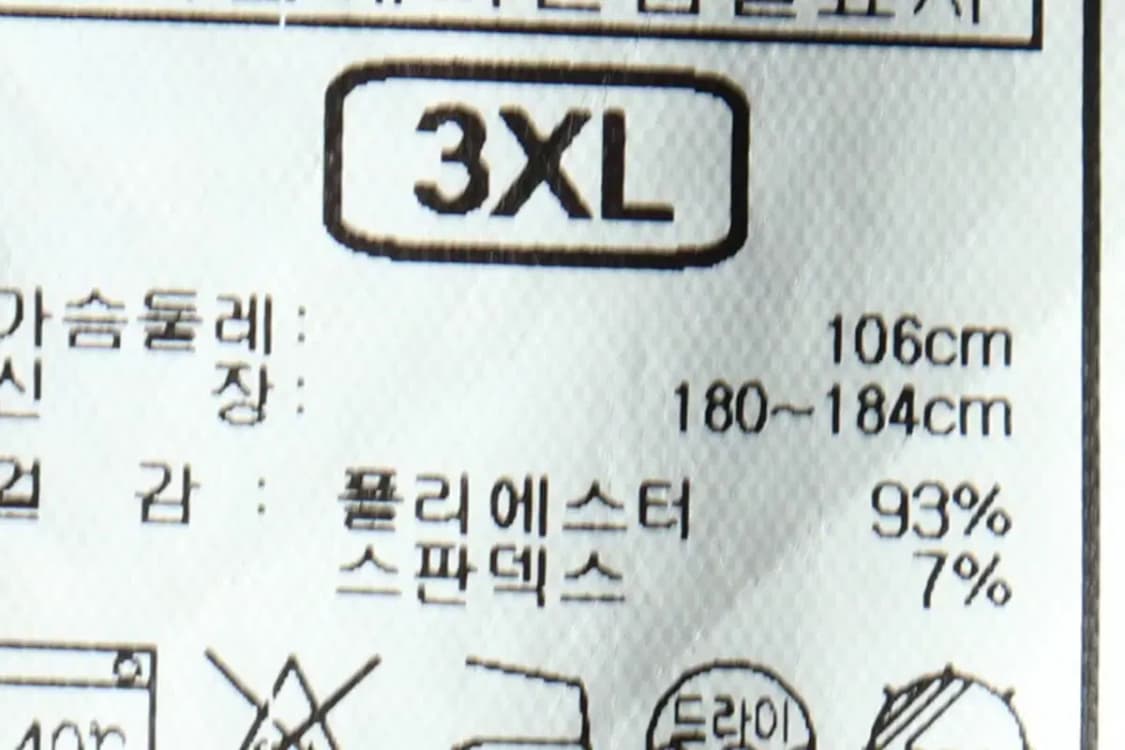 3XL
가슴둘레 : 106cm
신 장 : 180~184cm
겉 감 : 폴리에스터 93%
스판덱스 7%
드라이